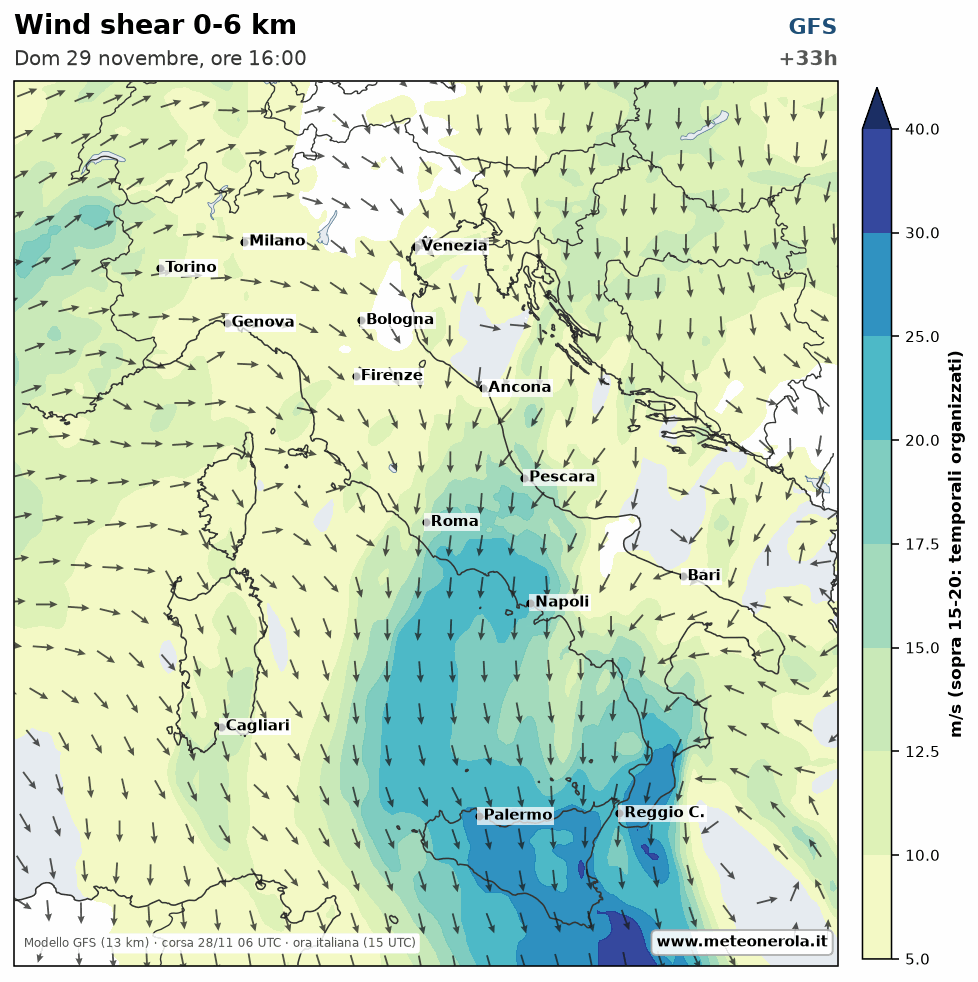 Wind shear 0-6 km
GFS
Dom 29 novembre, ore 16:00
+33h
Milano
Venezia
Torino
Genova
Bologna
Firenze
Ancona
Pescara
Roma
Bari
Napoli
Cagliari
Palermo
Reggio C.
Modello GFS (13 km) · corsa 28/11 06 UTC · ora italiana (15 UTC)
www.meteonerola.it
40.0
30.0
25.0
20.0
17.5
15.0
12.5
10.0
5.0
m/s (sopra 15-20: temporali organizzati)